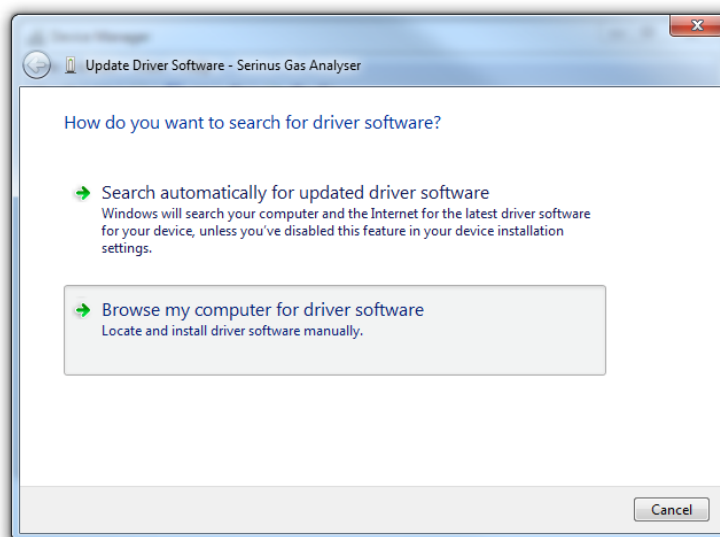 Device Manager
Update Driver Software - Serinus Gas Analyser
How do you want to search for driver software?
Search automatically for updated driver software
Windows will search your computer and the Internet for the latest driver software
for your device, unless you've disabled this feature in your device installation
settings.
Browse my computer for driver software
Locate and install driver software manually.
Cancel